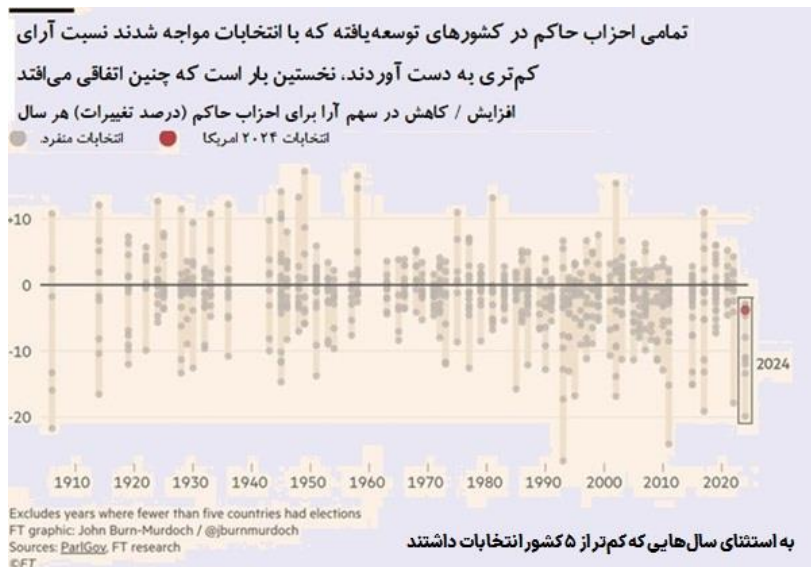 تمامی احزاب حاکم در کشورهای توسعه‌یافته که با انتخابات مواجه شدند نسبت آرای
کم‌تری به دست آوردند، نخستین بار است که چنین اتفاقی می‌افتد
افزایش / کاهش در سهم آرا برای احزاب حاکم (درصد تغییرات) هر سال
انتخابات ۲۰۲۴ امریکا
انتخابات منفرد
+10
0
-10
2024
-20
1910 1920 1930 1940 1950 1960 1970 1980 1990 2000 2010 2020
Excludes years where fewer than five countries had elections
FT graphic: John Burn-Murdoch / @jburnmurdoch
Sources: ParlGov, FT research
©FT
به استثنای سال‌هایی که کم‌تر از ۵ کشور انتخابات داشتند